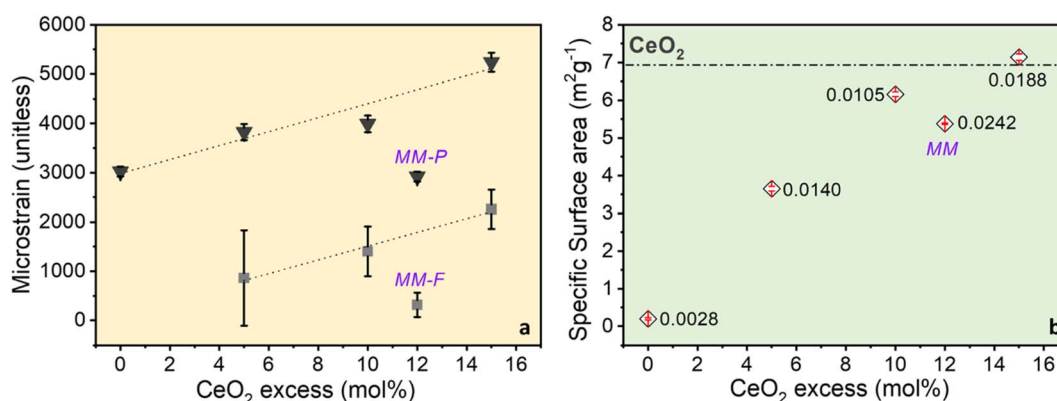 6000
5000
4000
3000
2000
1000
0
Microstrain (unitless)
MM-P
MM-F
a
0 2 4 6 8 10 12 14 16
CeO₂ excess (mol%)
CeO₂
8
7
6
5
4
3
2
1
0
Specific Surface area (m²g⁻¹)
0.0188
0.0105
0.0242
MM
0.0140
0.0028
b
0 2 4 6 8 10 12 14 16
CeO₂ excess (mol%)